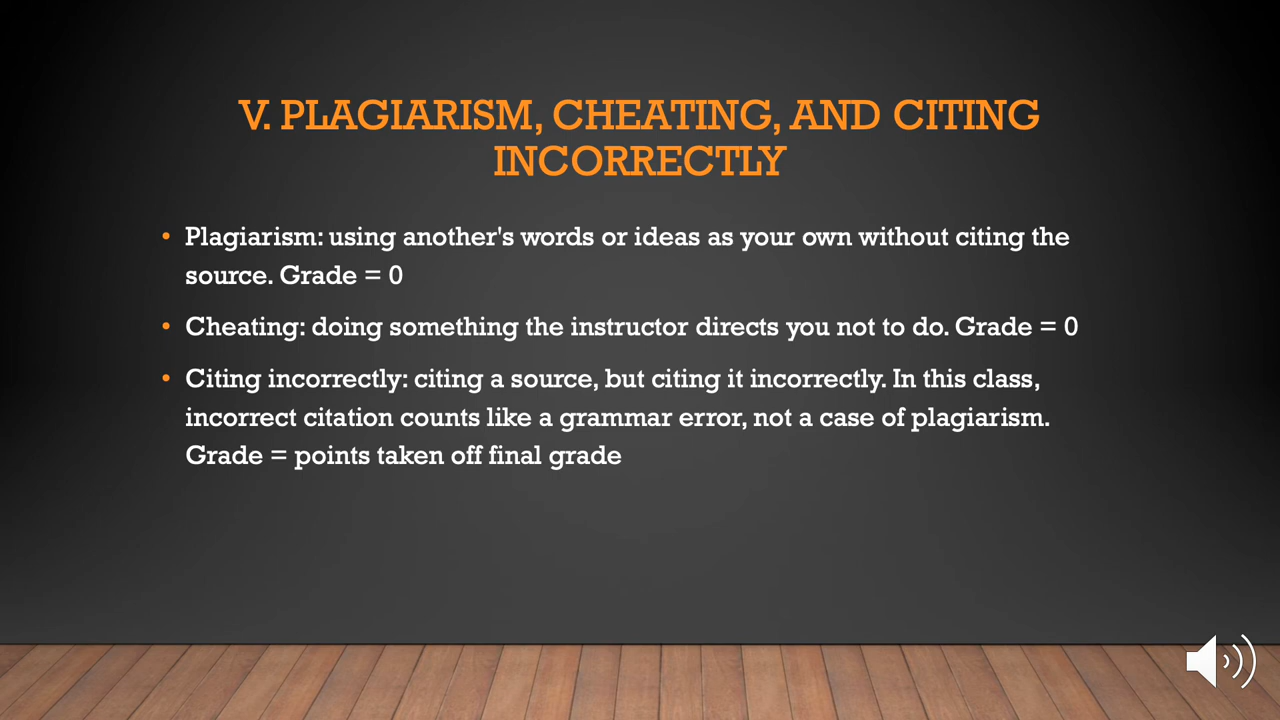 V. PLAGIARISM, CHEATING, AND CITING
INCORRECTLY
• Plagiarism: using another's words or ideas as your own without citing the
source. Grade = 0
• Cheating: doing something the instructor directs you not to do. Grade = 0
• Citing incorrectly: citing a source, but citing it incorrectly. In this class,
incorrect citation counts like a grammar error, not a case of plagiarism.
Grade = points taken off final grade